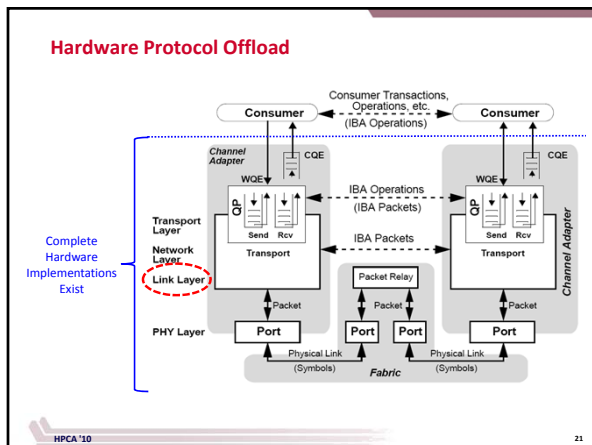 Hardware Protocol Offload
Consumer Transactions,
Operations, etc.
(IBA Operations)
Consumer
Consumer
Channel
Adapter
CQE
CQE
WQE
WQE
IBA Operations
(IBA Packets)
QP
Send
Rcv
QP
Send
Rcv
Transport
Layer
IBA Packets
Network
Layer
Transport
Transport
Channel Adapter
Complete
Hardware
Implementations
Exist
Link Layer
Packet Relay
Packet
Packet
Packet
PHY Layer
Port
Port
Port
Port
Physical Link
(Symbols)
Physical Link
(Symbols)
Fabric
HPCA '10
21